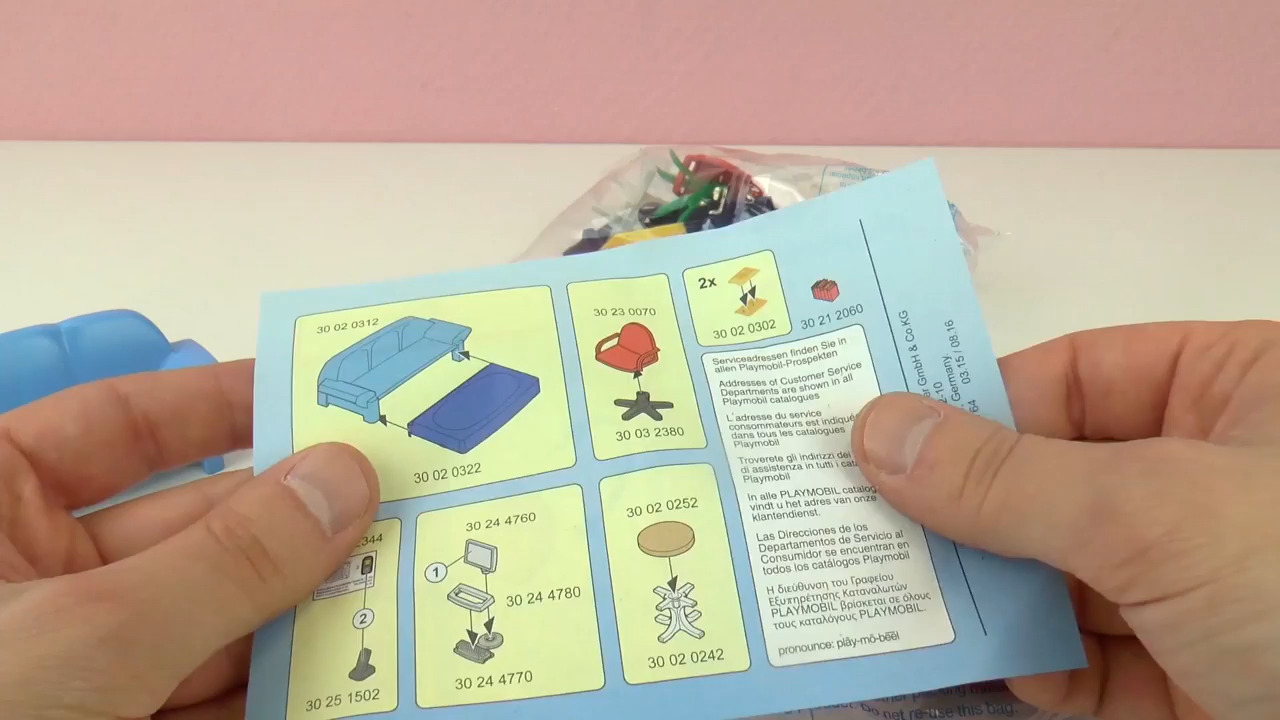 30 02 0312
30 02 0322
30 23 0070
30 03 2380
2x
30 02 0302
30 21 2060
344
2
30 25 1502
30 24 4760
1
30 24 4780
30 24 4770
30 02 0252
30 02 0242
Serviceadressen finden Sie in
allen Playmobil-Prospekten
Addresses of Customer Service
Departments are shown in all
Playmobil catalogues
L'adresse du service
consommateurs est indiqué
dans tous les catalogues
Playmobil
Troverete gli indirizzi dei
di assistenza in tutti i cata
Playmobil
In alle PLAYMOBIL catalog
vindt u het adres van onze
klantendienst.
Las Direcciones de los
Departamentos de Servicio al
Consumidor se encuentran en
todos los catálogos Playmobil
Η διεύθυνση του Γραφείου
Εξυπηρέτησης Καταναλωτών
PLAYMOBIL βρίσκεται σε όλους
τους καταλόγους PLAYMOBIL.
pronounce: plāy-mō-bēēl
GmbH & Co KG
Germany
03.15 / 08.16
not re-use this bag.